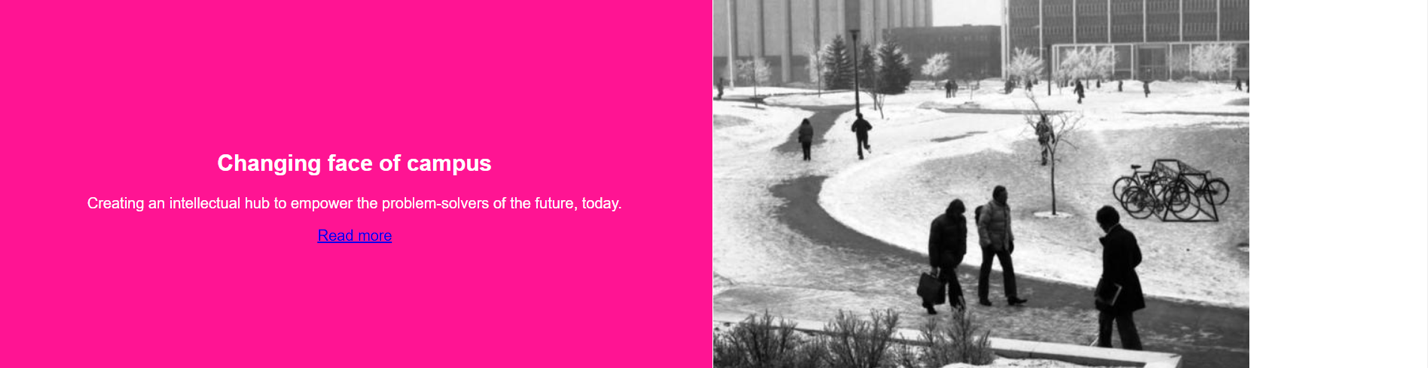 Changing face of campus
Creating an intellectual hub to empower the problem-solvers of the future, today.
Read more